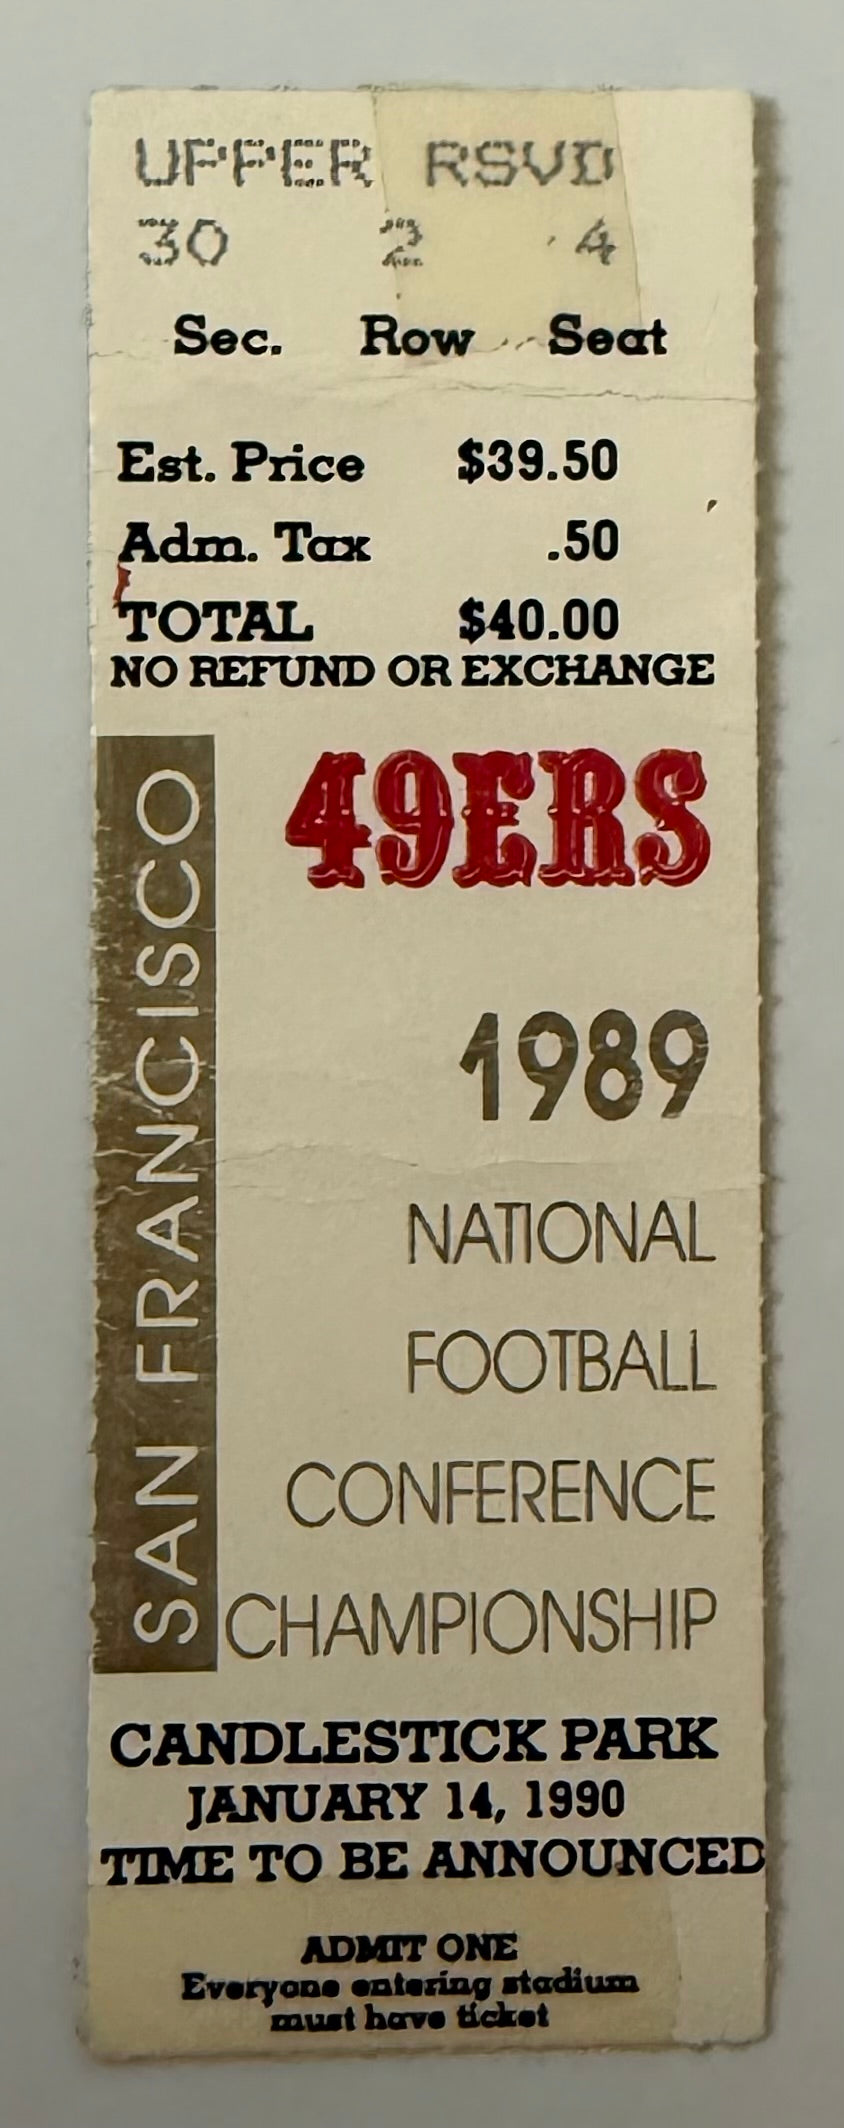 UPPER RSVD
30 2 4
Sec. Row Seat
Est. Price $39.50
Adm. Tax .50
TOTAL $40.00
NO REFUND OR EXCHANGE
SAN FRANCISCO
49ERS
1989
NATIONAL
FOOTBALL
CONFERENCE
CHAMPIONSHIP
CANDLESTICK PARK
JANUARY 14, 1990
TIME TO BE ANNOUNCED
ADMIT ONE
Everyone entering stadium
must have ticket